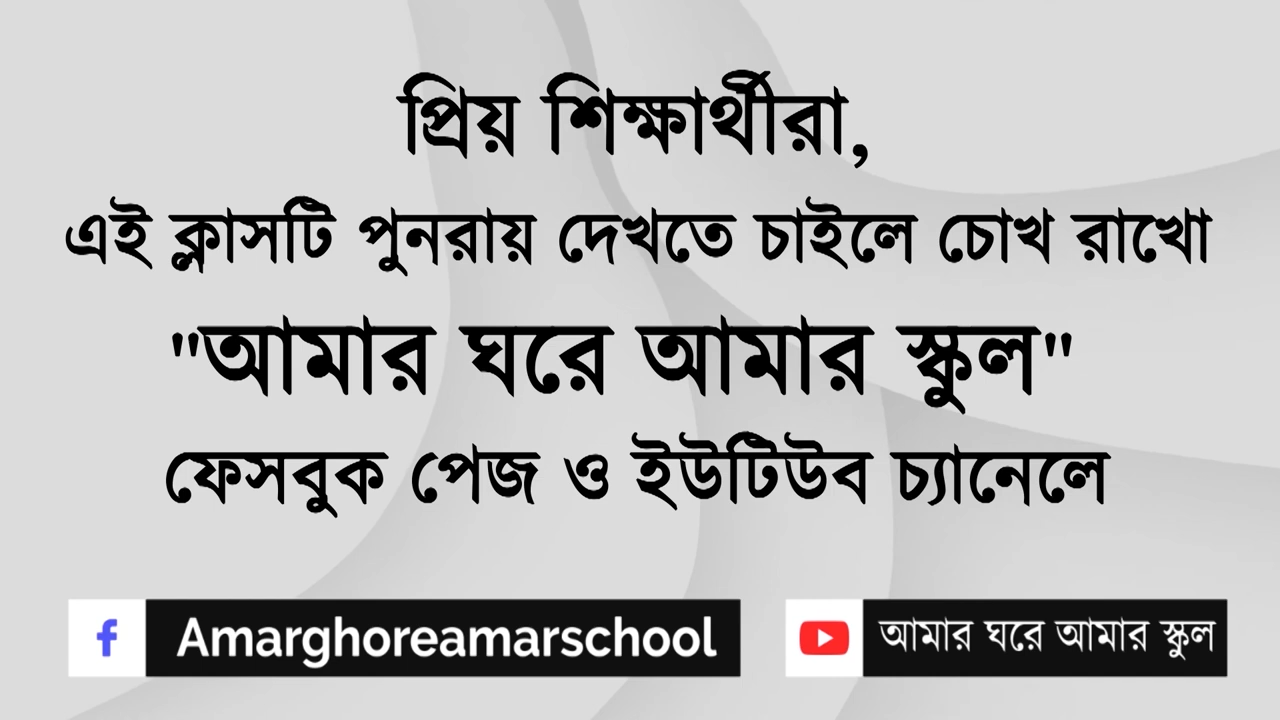 প্রিয় শিক্ষার্থীরা,
এই ক্লাসটি পুনরায় দেখতে চাইলে চোখ রাখো
"আমার ঘরে আমার স্কুল"
ফেসবুক পেজ ও ইউটিউব চ্যানেলে
f Amarghoreamarschool
আমার ঘরে আমার স্কুল